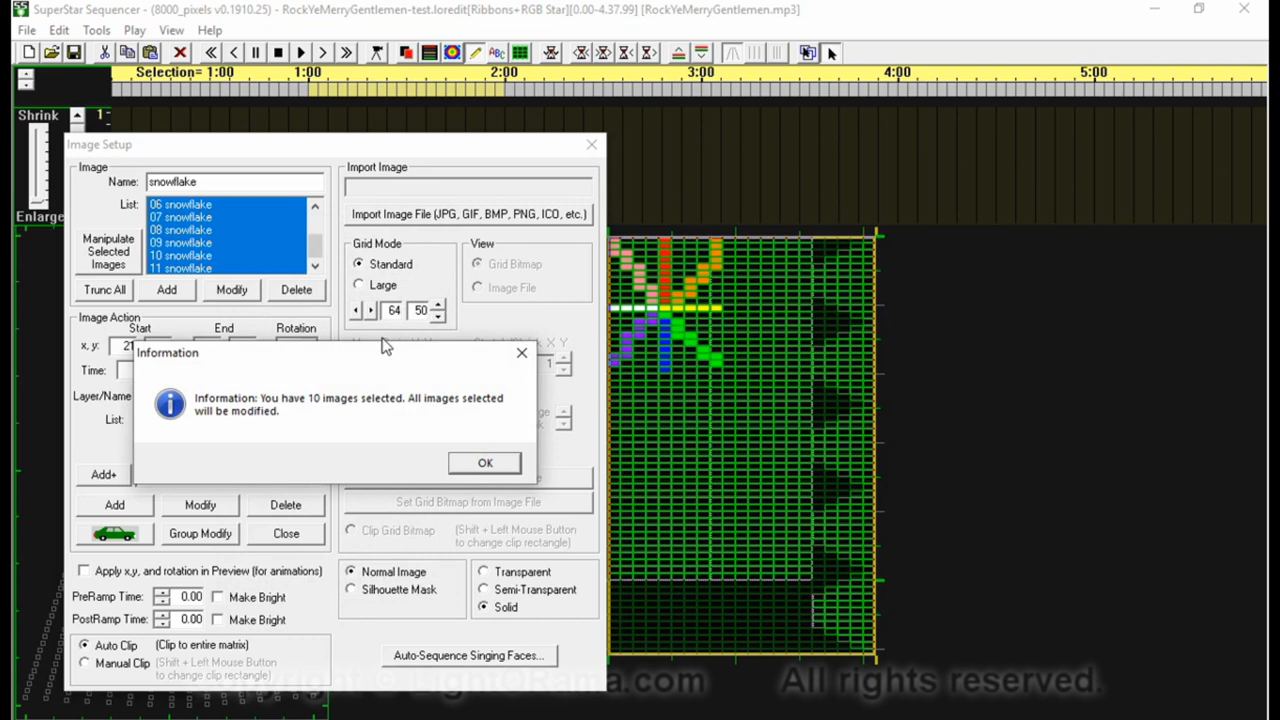 SuperStar Sequencer - (8000_pixels v0.1910.25) - RockYeMerryGentlemen-test.loredit[Ribbons+RGB Star][0.00-4.37.99] [RockYeMerryGentlemen.mp3]
File Edit Tools Play View Help
Selection= 1:00 1:00 2:00 3:00 4:00 5:00
Shrink 1
Enlarge
Image Setup
Image
Name: snowflake
List: 06 snowflake
07 snowflake
08 snowflake
09 snowflake
10 snowflake
11 snowflake
Manipulate
Selected
Images
Trunc All Add Modify Delete
Import Image
Import Image File (JPG, GIF, BMP, PNG, ICO, etc.)
Grid Mode
Standard
Large
64 50
View
Grid Bitmap
Image File
Image Action
Start End Rotation
x, y: 21
X Y
Time:
1
Layer/Name
List:
Information
Information: You have 10 images selected. All images selected
will be modified.
OK
Add+
Add Modify Delete
Group Modify Close
Set Grid Bitmap from Image File
Clip Grid Bitmap (Shift + Left Mouse Button
to change clip rectangle)
Apply x,y, and rotation in Preview (for animations)
PreRamp Time: 0.00 Make Bright
PostRamp Time: 0.00 Make Bright
Normal Image
Silhouette Mask
Transparent
Semi-Transparent
Solid
Auto Clip (Clip to entire matrix)
Manual Clip (Shift + Left Mouse Button
to change clip rectangle)
Auto-Sequence Singing Faces...
All rights reserved.